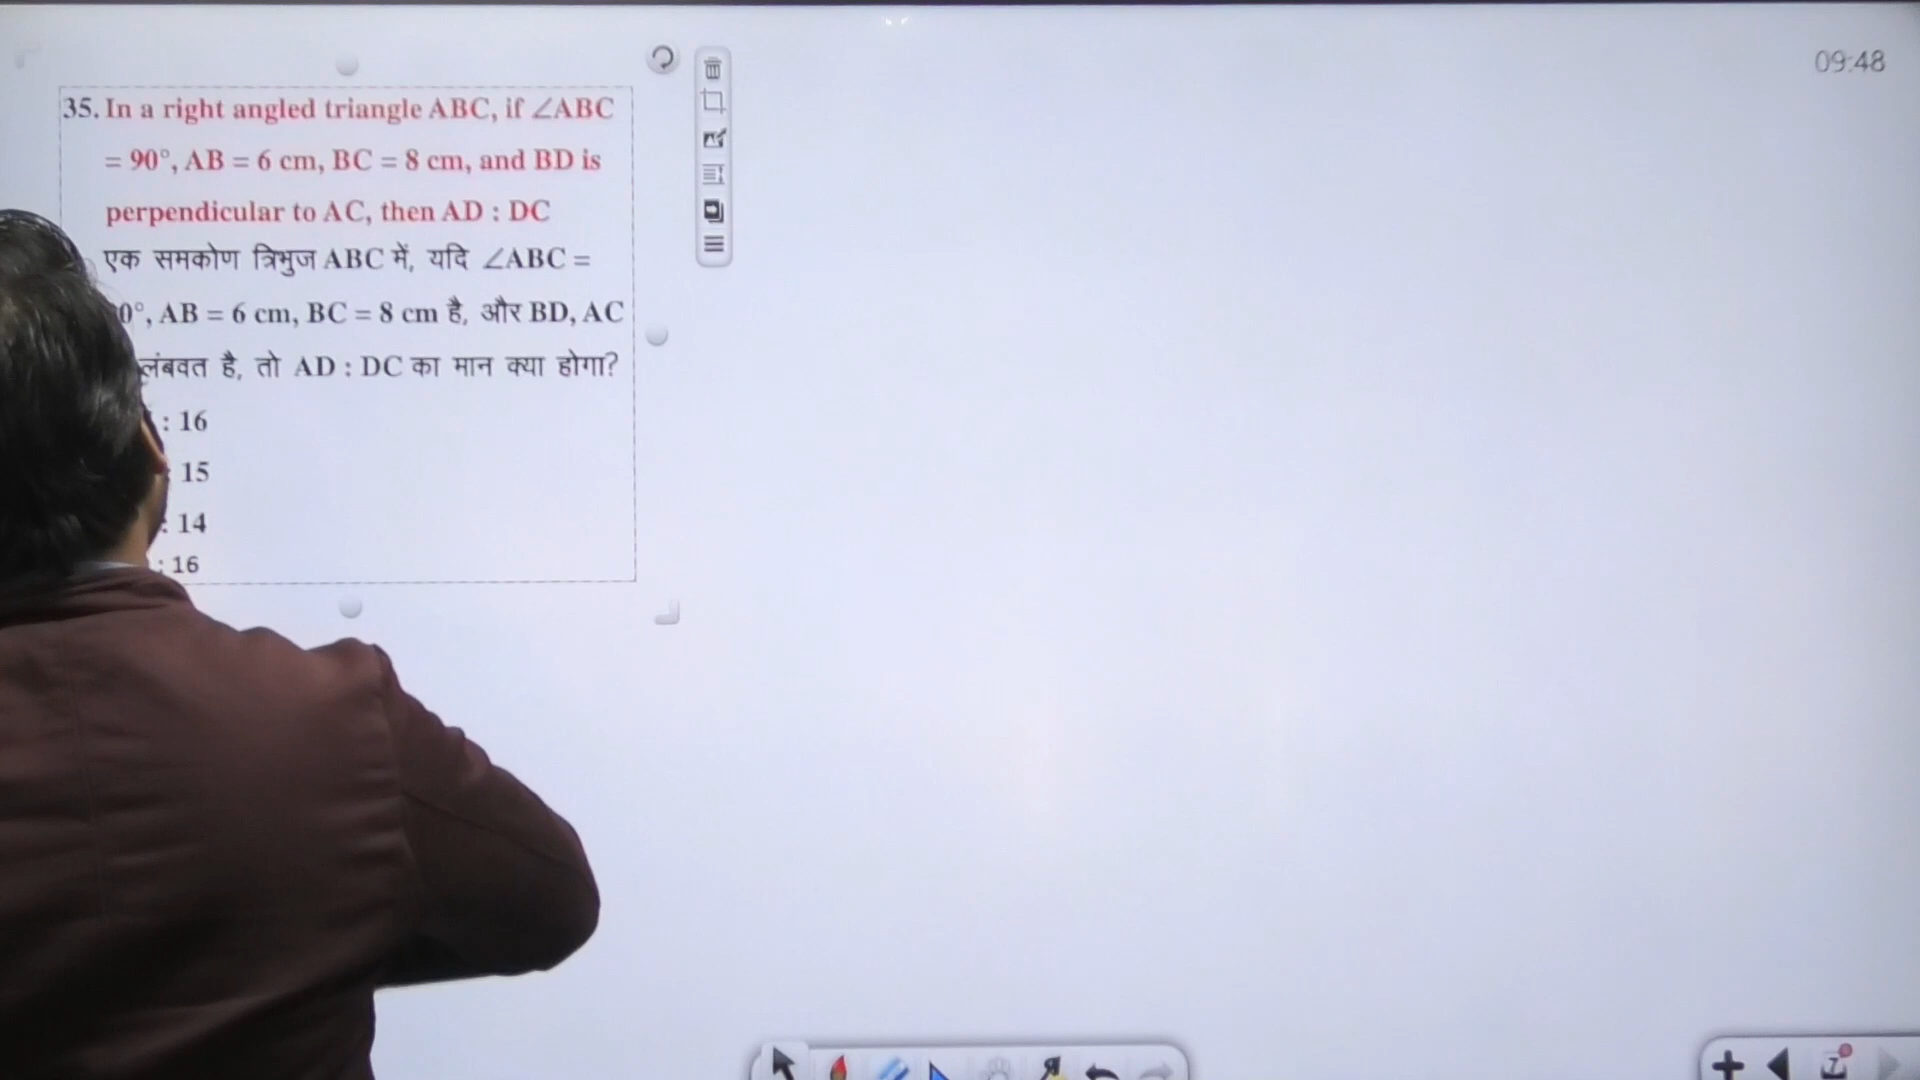 09:48
35. In a right angled triangle ABC, if ∠ABC
= 90°, AB = 6 cm, BC = 8 cm, and BD is
perpendicular to AC, then AD : DC
एक समकोण त्रिभुज ABC में, यदि ∠ABC =
0°, AB = 6 cm, BC = 8 cm है, और BD, AC
लंबवत है, तो AD : DC का मान क्या होगा?
: 16
: 15
: 14
: 16